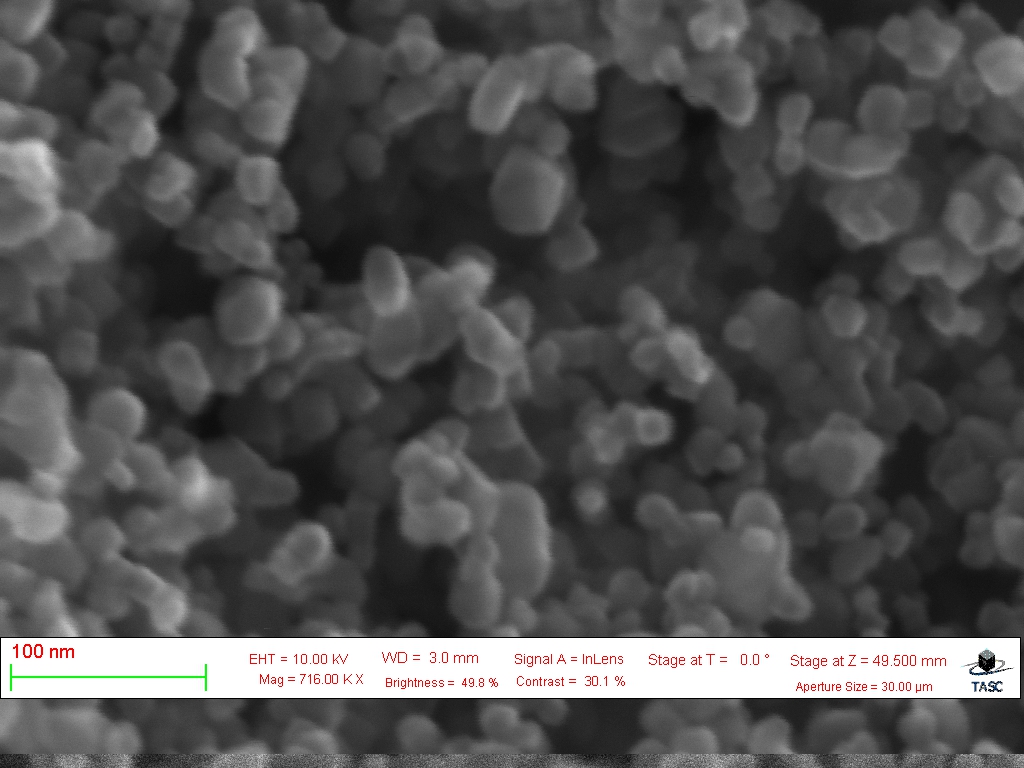 100 nm
EHT = 10.00 kV WD = 3.0 mm Signal A = InLens Stage at T = 0.0 ° Stage at Z = 49.500 mm
Mag = 716.00 K X Brightness = 49.8 % Contrast = 30.1 % Aperture Size = 30.00 µm
TASC